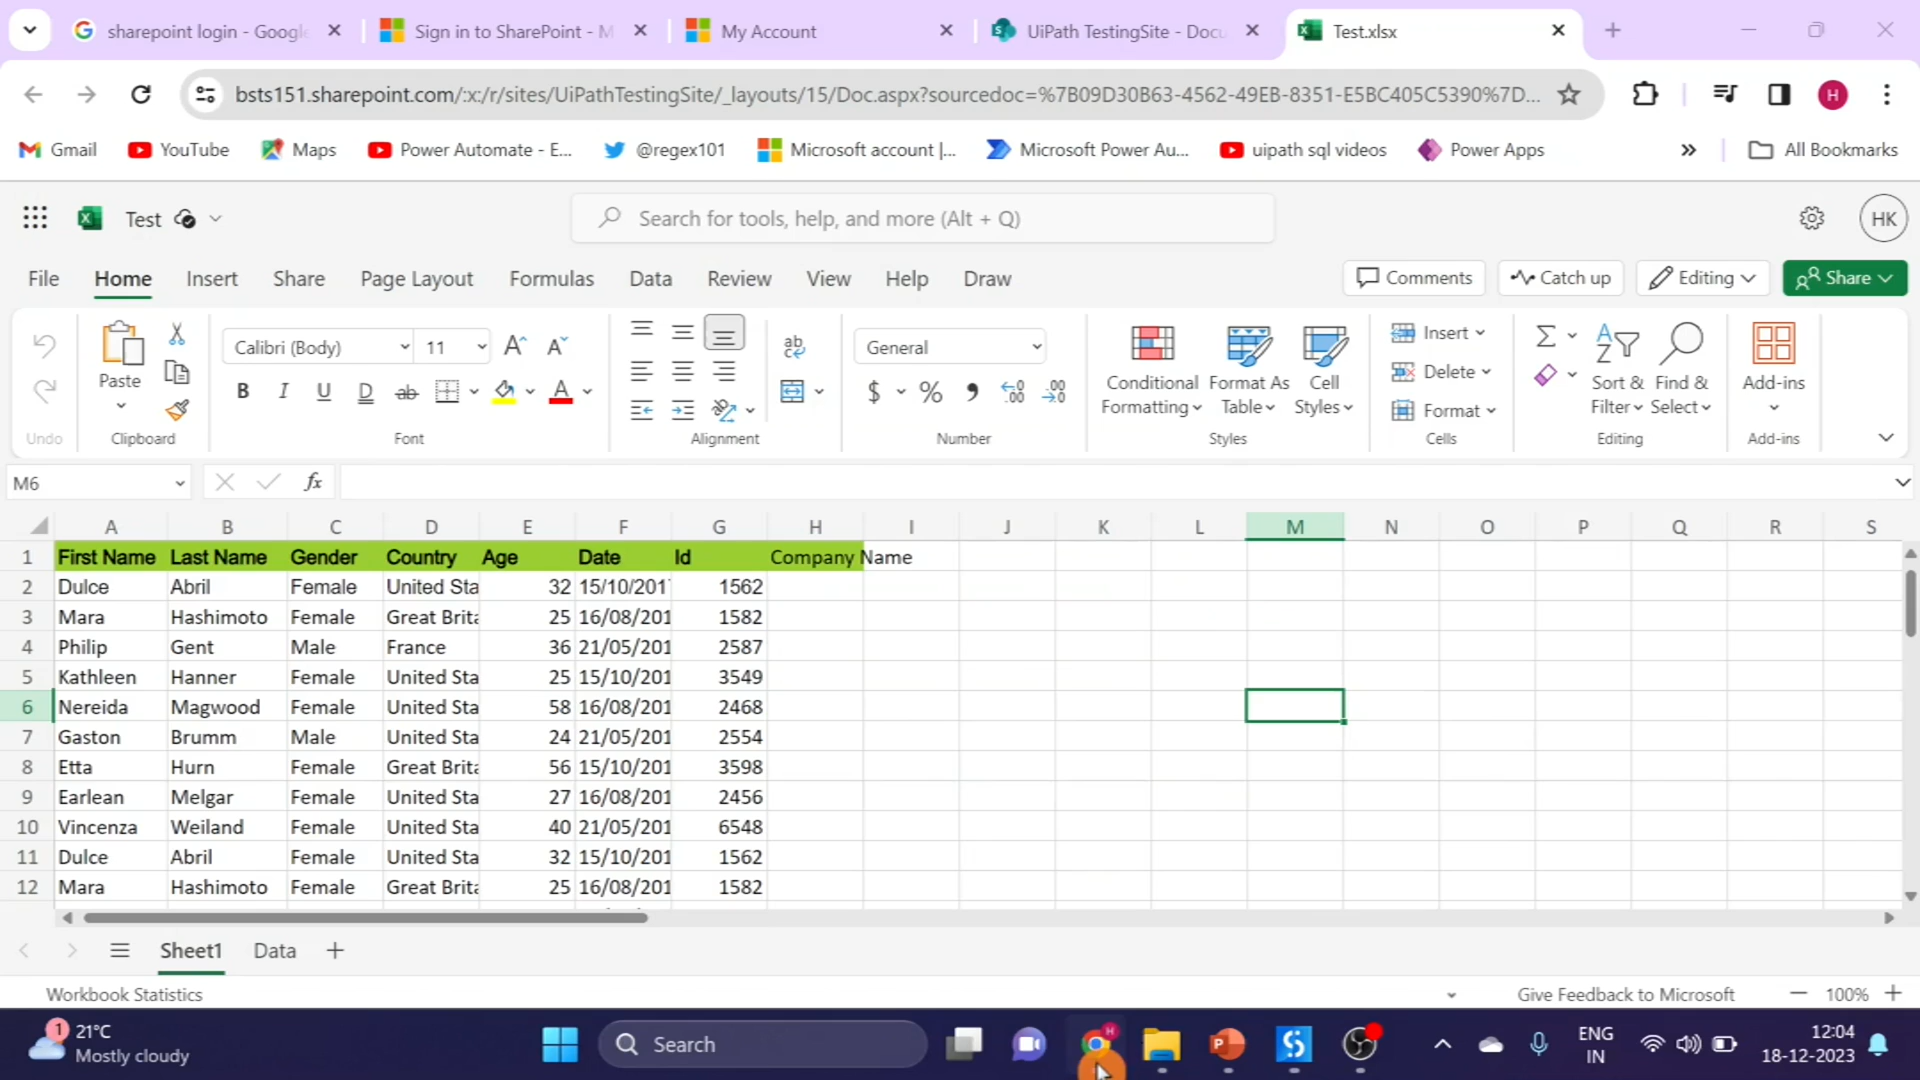 sharepoint login - Google
Sign in to SharePoint - M
My Account
UiPath TestingSite - Docu
Test.xlsx
bsts151.sharepoint.com/:x:/r/sites/UiPathTestingSite/_layouts/15/Doc.aspx?sourcedoc=%7B09D30B63-4562-49EB-8351-E5BC405C5390%7D...
H
Gmail
YouTube
Maps
Power Automate - E...
@regex101
Microsoft account |...
Microsoft Power Au...
uipath sql videos
Power Apps
»
All Bookmarks
Test
Search for tools, help, and more (Alt + Q)
HK
File Home Insert Share Page Layout Formulas Data Review View Help Draw
Comments
Catch up
Editing
Share
Calibri (Body)
11
General
Insert
Delete
Format
Paste
Conditional Formatting
Format As Table
Cell Styles
Sort & Filter
Find & Select
Add-ins
Undo
Clipboard
Font
Alignment
Number
Styles
Cells
Editing
Add-ins
M6
fx
A B C D E F G H I J K L M N O P Q R S
1 First Name Last Name Gender Country Age Date Id Company Name
2 Dulce Abril Female United Sta 32 15/10/201 1562
3 Mara Hashimoto Female Great Brita 25 16/08/201 1582
4 Philip Gent Male France 36 21/05/201 2587
5 Kathleen Hanner Female United Sta 25 15/10/201 3549
6 Nereida Magwood Female United Sta 58 16/08/201 2468
7 Gaston Brumm Male United Sta 24 21/05/201 2554
8 Etta Hurn Female Great Brita 56 15/10/201 3598
9 Earlean Melgar Female United Sta 27 16/08/201 2456
10 Vincenza Weiland Female United Sta 40 21/05/201 6548
11 Dulce Abril Female United Sta 32 15/10/201 1562
12 Mara Hashimoto Female Great Brita 25 16/08/201 1582
Sheet1
Data
Workbook Statistics
Give Feedback to Microsoft
100%
1
21°C
Mostly cloudy
Search
ENG
IN
12:04
18-12-2023